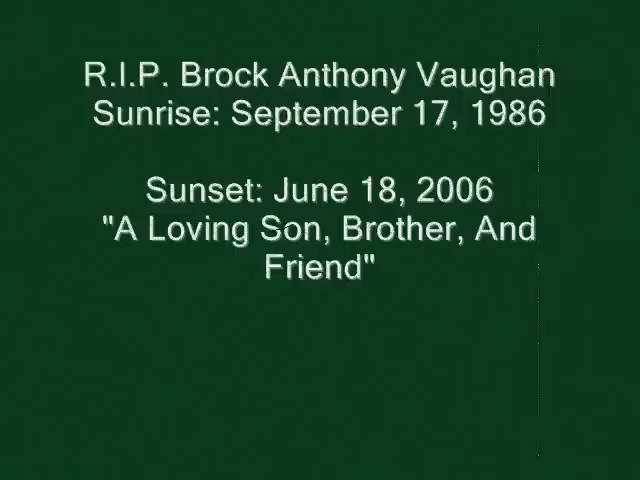 R.I.P. Brock Anthony Vaughan
Sunrise: September 17, 1986
Sunset: June 18, 2006
"A Loving Son, Brother, And
Friend"